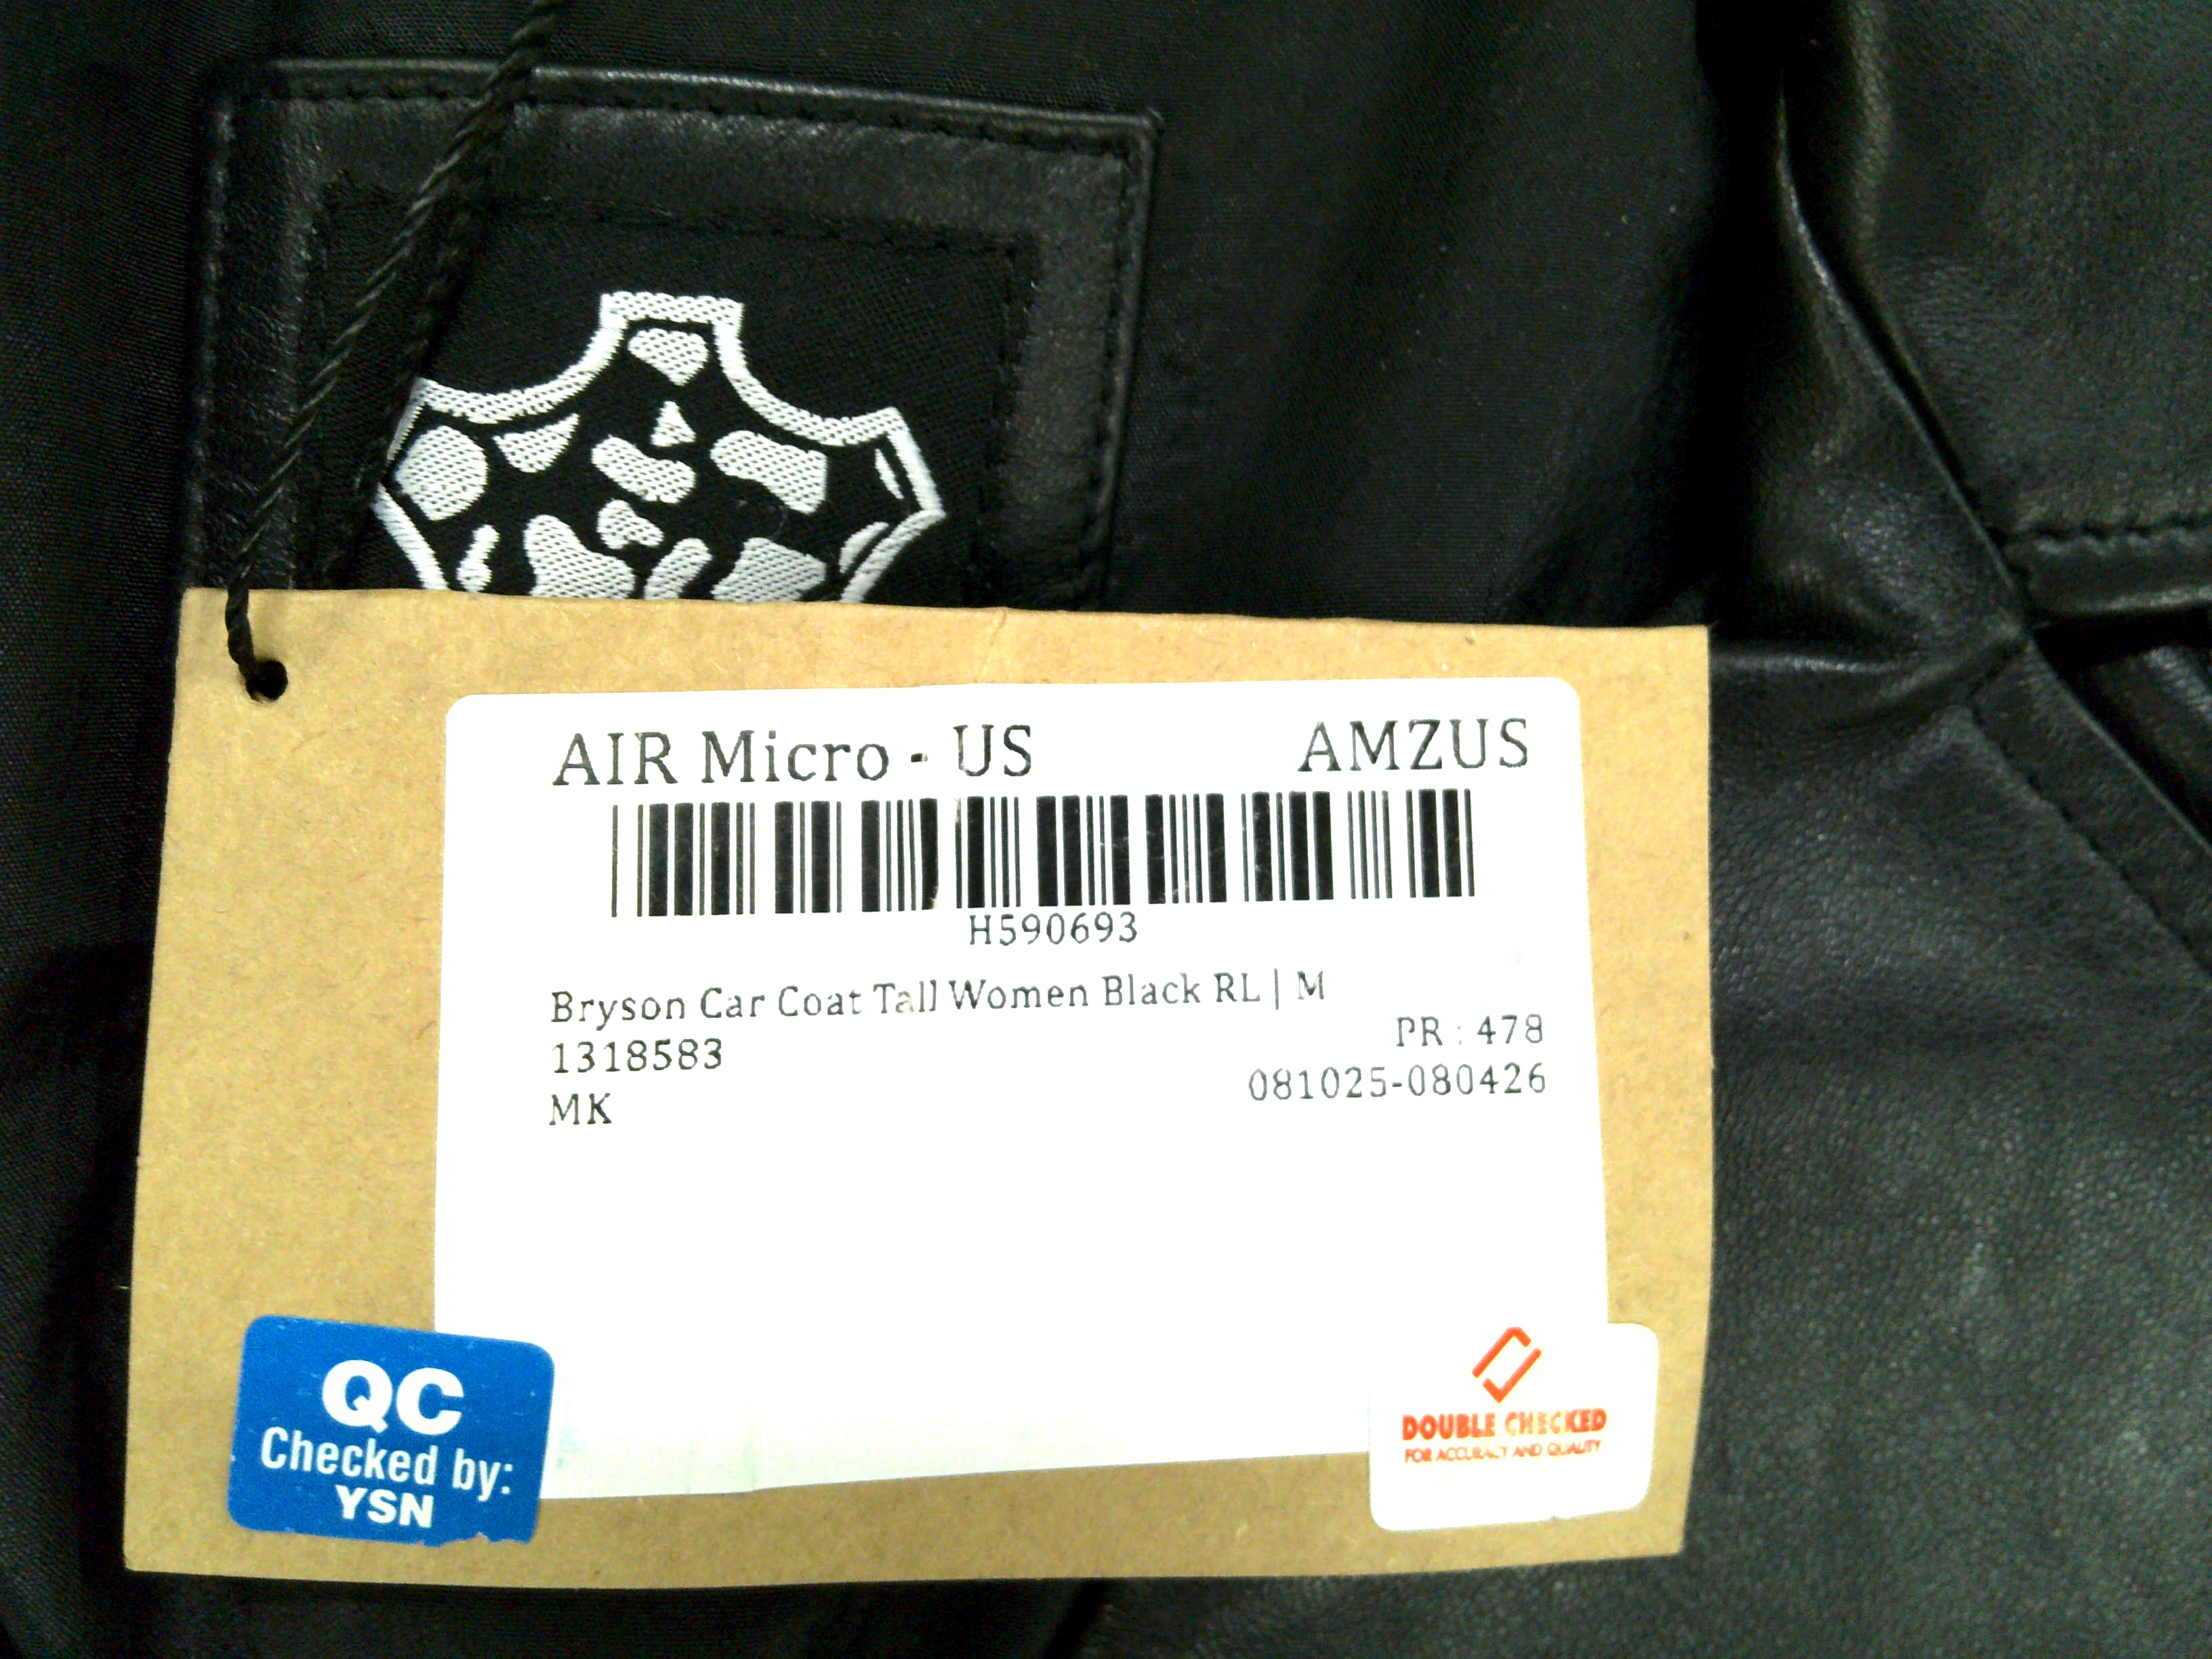 AIR Micro - US AMZUS
H590693
Bryson Car Coat Tall Women Black RL | M
PR : 478
1318583
081025-080426
MK
QC
Checked by:
YSN
DOUBLE CHECKED
FOR ACCURACY AND QUALITY